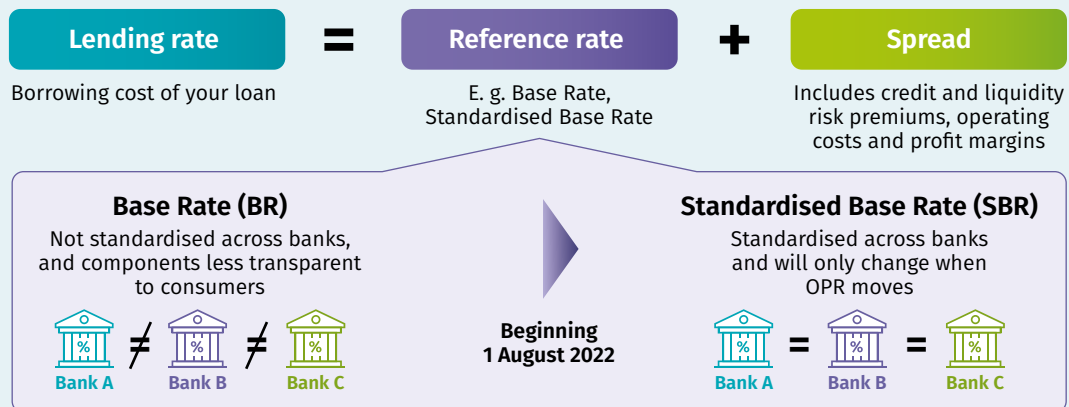 Lending rate
=
Reference rate
+
Spread
Borrowing cost of your loan
E. g. Base Rate,
Standardised Base Rate
Includes credit and liquidity
risk premiums, operating
costs and profit margins
Base Rate (BR)
Not standardised across banks,
and components less transparent
to consumers
% ≠ % ≠ %
Bank A Bank B Bank C
Beginning
1 August 2022
Standardised Base Rate (SBR)
Standardised across banks
and will only change when
OPR moves
% = % = %
Bank A Bank B Bank C